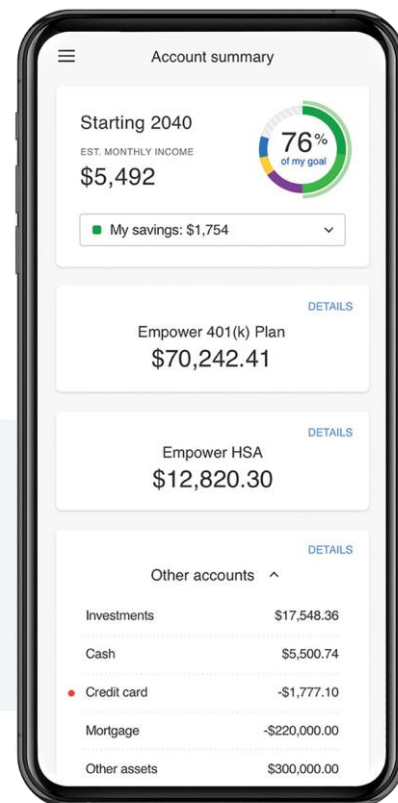 Account summary
Starting 2040
EST. MONTHLY INCOME
$5,492
76%
of my goal
My savings: $1,754
DETAILS
Empower 401(k) Plan
$70,242.41
DETAILS
Empower HSA
$12,820.30
DETAILS
Other accounts
Investments $17,548.36
Cash $5,500.74
Credit card -$1,777.10
Mortgage -$220,000.00
Other assets $300,000.00